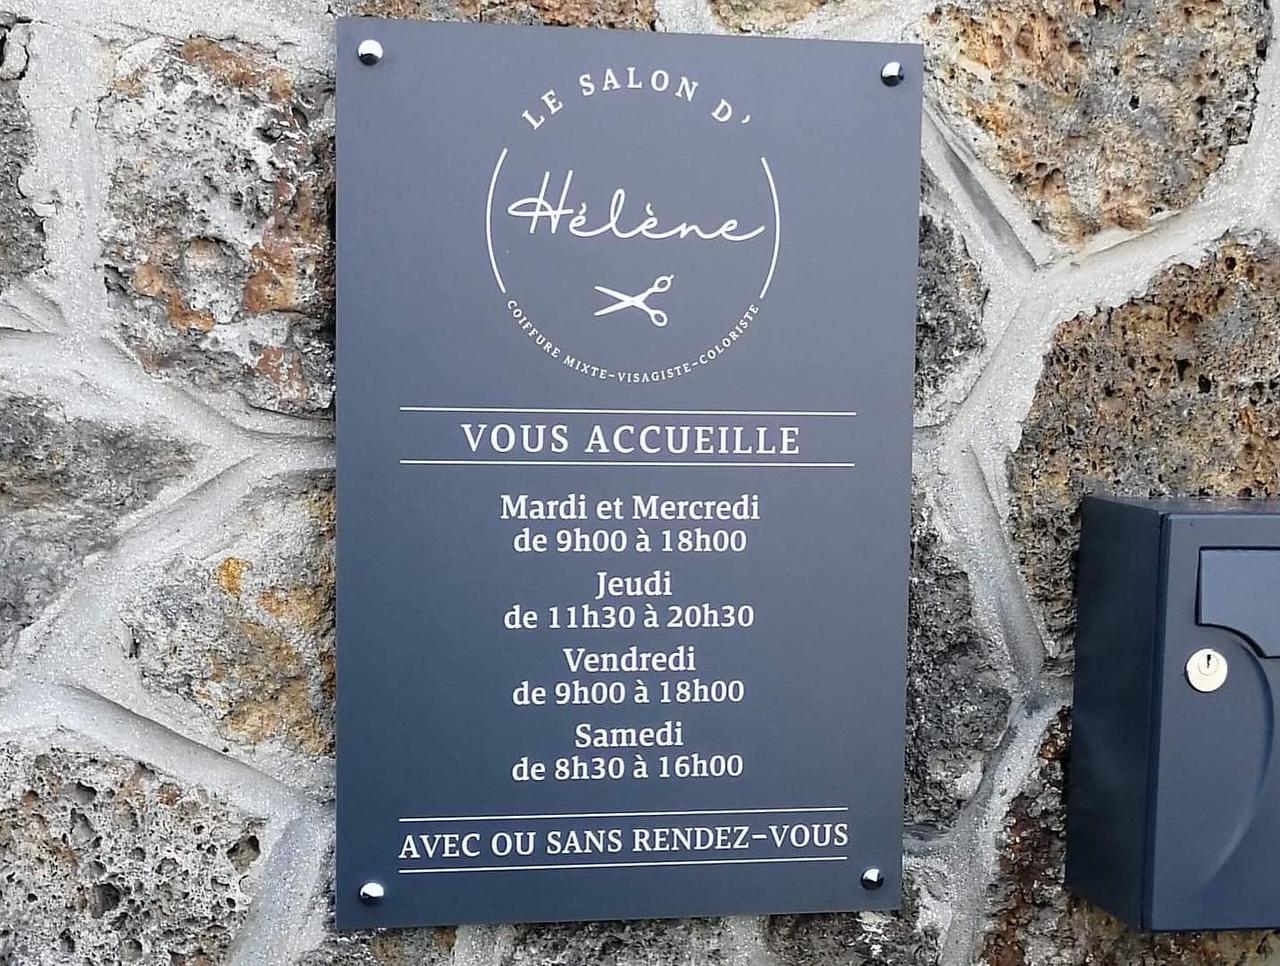 LE SALON D'
Hélène
COIFFURE MIXTE-VISAGISTE-COLORISTE
VOUS ACCUEILLE
Mardi et Mercredi
de 9h00 à 18h00
Jeudi
de 11h30 à 20h30
Vendredi
de 9h00 à 18h00
Samedi
de 8h30 à 16h00
AVEC OU SANS RENDEZ-VOUS